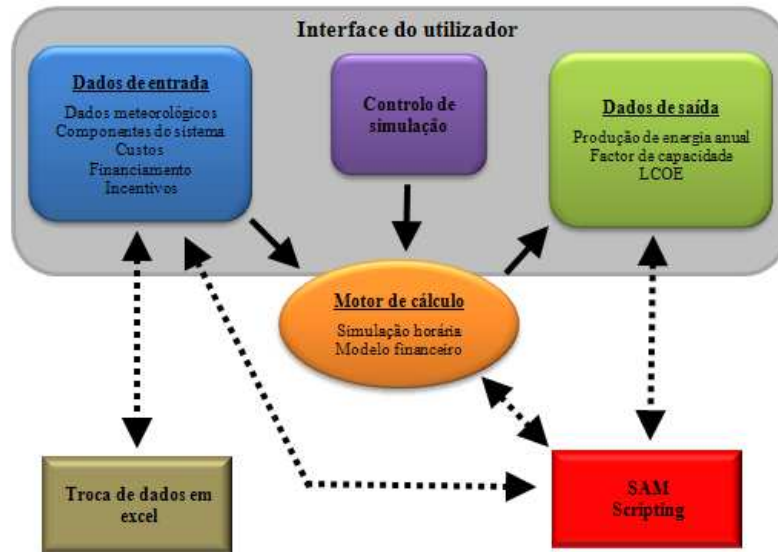 Interface do utilizador
Dados de entrada
Dados meteorológicos
Componentes do sistema
Custos
Financiamento
Incentivos
Controlo de
simulação
Dados de saída
Produção de energia anual
Factor de capacidade
LCOE
Motor de cálculo
Simulação horária
Modelo financeiro
Troca de dados em
excel
SAM
Scripting